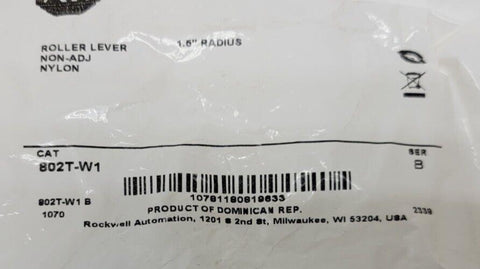 ROLLER LEVER 1.5" RADIUS
NON-ADJ
NYLON
CAT SER
802T-W1 B
802T-W1 B
1070
10781180819633
PRODUCT OF DOMINICAN REP.
2339
Rockwell Automation, 1201 S 2nd St, Milwaukee, WI 53204, USA